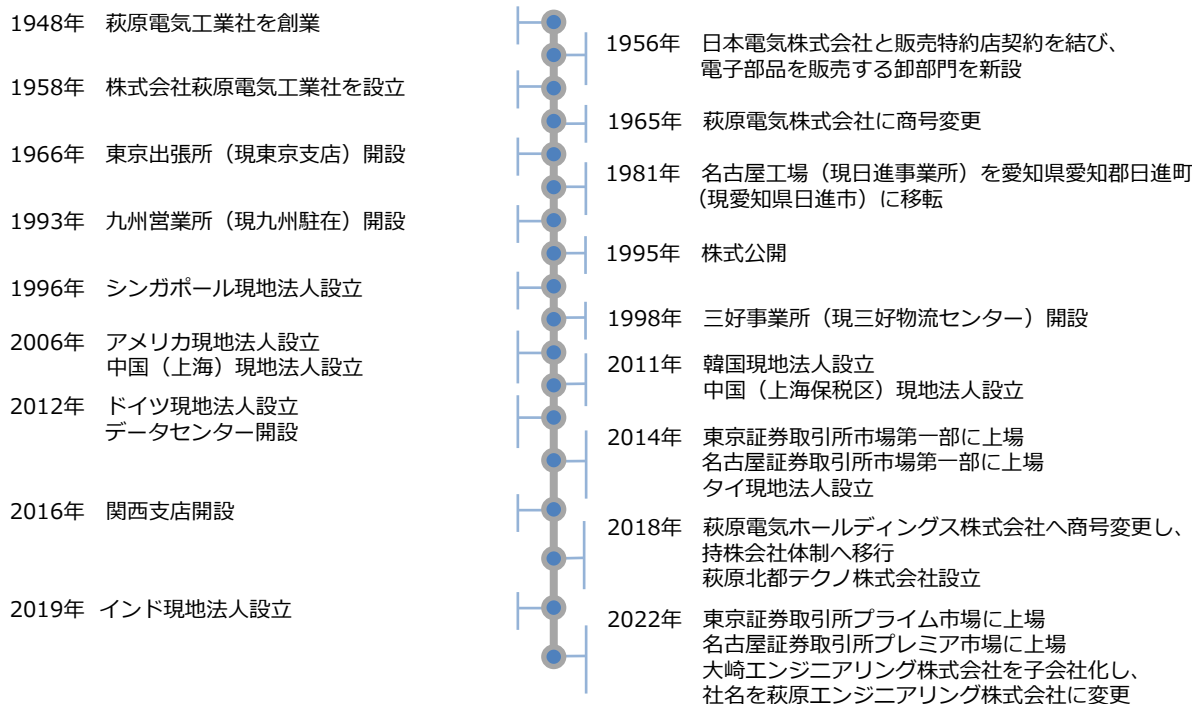 1948年 萩原電気工業社を創業
1956年 日本電気株式会社と販売特約店契約を結び、
電子部品を販売する卸部門を新設
1958年 株式会社萩原電気工業社を設立
1965年 萩原電気株式会社に商号変更
1966年 東京出張所（現東京支店）開設
1981年 名古屋工場（現日進事業所）を愛知県愛知郡日進町
（現愛知県日進市）に移転
1993年 九州営業所（現九州駐在）開設
1995年 株式公開
1996年 シンガポール現地法人設立
1998年 三好事業所（現三好物流センター）開設
2006年 アメリカ現地法人設立
中国（上海）現地法人設立
2011年 韓国現地法人設立
中国（上海保税区）現地法人設立
2012年 ドイツ現地法人設立
データセンター開設
2014年 東京証券取引所市場第一部に上場
名古屋証券取引所市場第一部に上場
タイ現地法人設立
2016年 関西支店開設
2018年 萩原電気ホールディングス株式会社へ商号変更し、
持株会社体制へ移行
萩原北都テクノ株式会社設立
2019年 インド現地法人設立
2022年 東京証券取引所プライム市場に上場
名古屋証券取引所プレミア市場に上場
大崎エンジニアリング株式会社を子会社化し、
社名を萩原エンジニアリング株式会社に変更